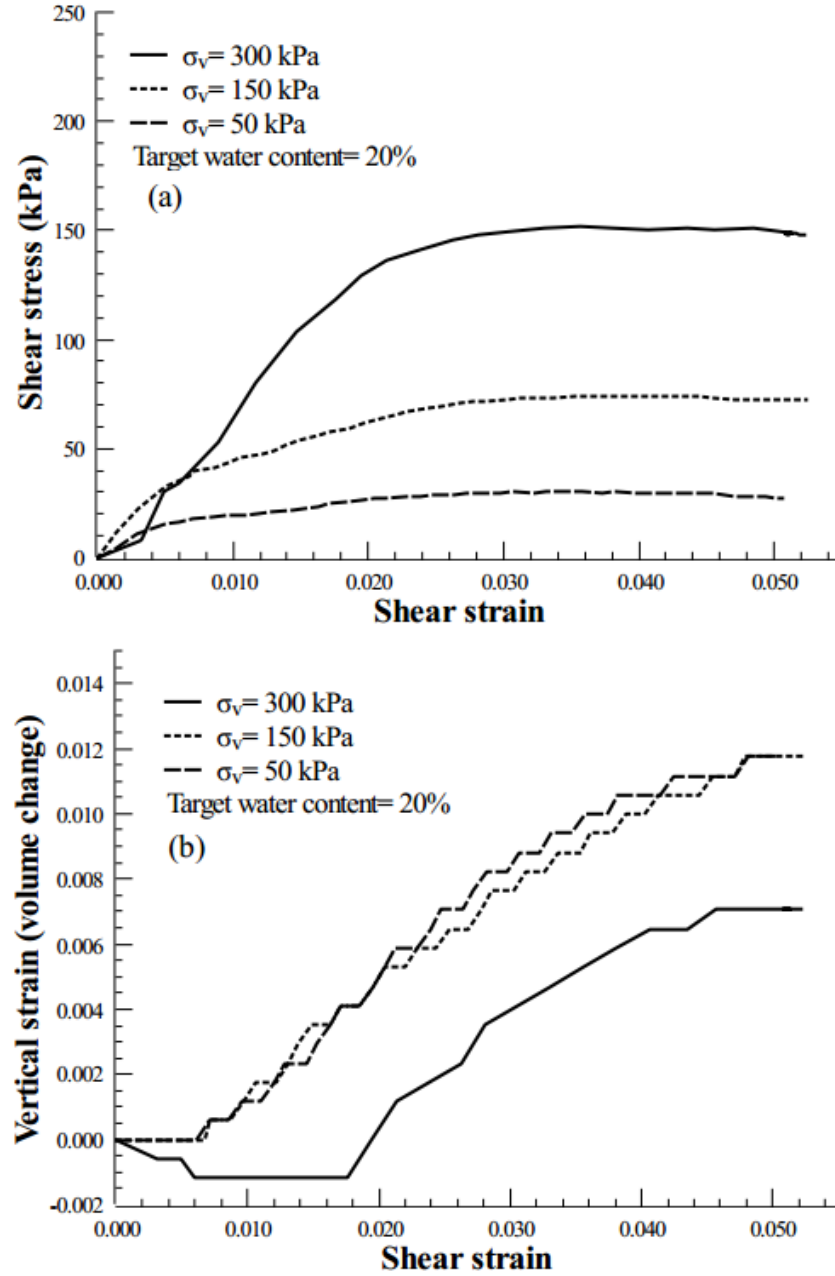 250
200
150
100
50
0
Shear stress (kPa)
σv= 300 kPa
σv= 150 kPa
σv= 50 kPa
Target water content= 20%
(a)
0.000 0.010 0.020 0.030 0.040 0.050
Shear strain
0.014
0.012
0.010
0.008
0.006
0.004
0.002
0.000
-0.002
Vertical strain (volume change)
σv= 300 kPa
σv= 150 kPa
σv= 50 kPa
Target water content= 20%
(b)
0.000 0.010 0.020 0.030 0.040 0.050
Shear strain